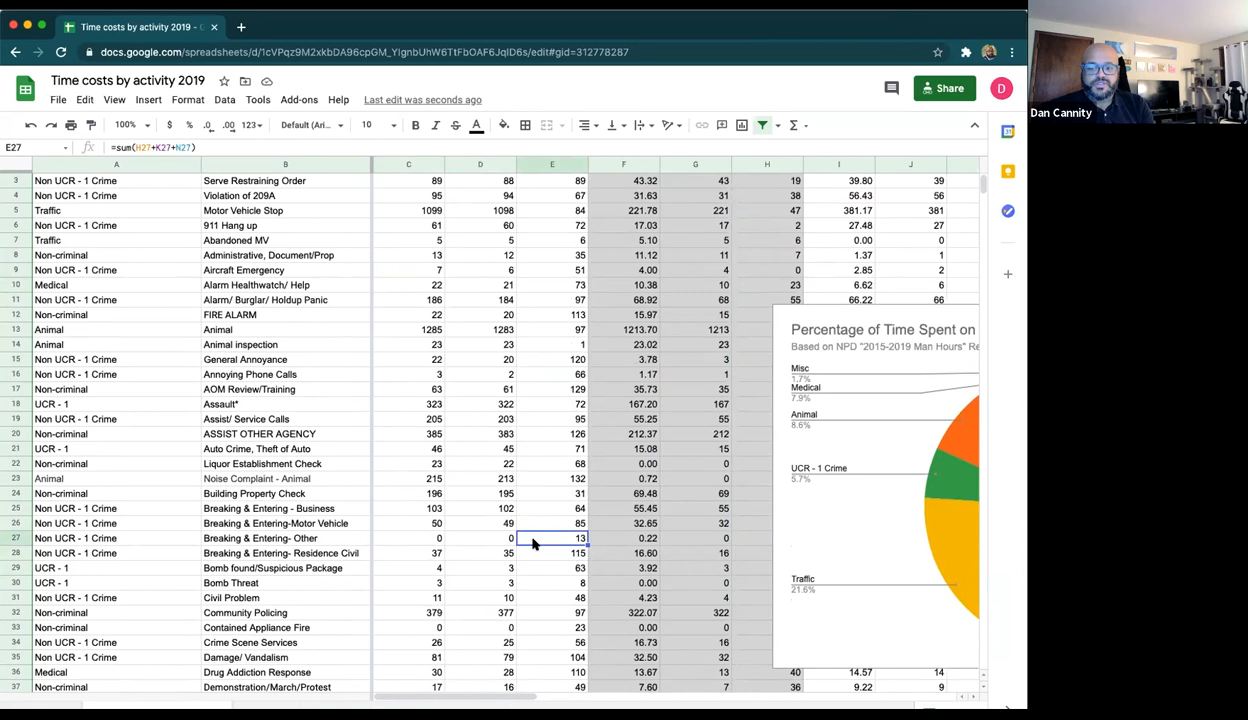 Time costs by activity 2019 - G
docs.google.com/spreadsheets/d/1cVPqz9M2xkbDA96cpGM_YIgnbUhW6TtFbOAF6JqID6s/edit#gid=312778287
Time costs by activity 2019
File Edit View Insert Format Data Tools Add-ons Help Last edit was seconds ago
Share
D
Dan Cannity
100% $ % .0 .00 123 Default (Ari... 10 B I S A
E27 fx =sum(H27+K27+N27)
A B C D E F G H I J
3 Non UCR - 1 Crime Serve Restraining Order 89 88 89 43.32 43 19 39.80 39
4 Non UCR - 1 Crime Violation of 209A 95 94 67 31.63 31 38 56.43 56
5 Traffic Motor Vehicle Stop 1099 1098 84 221.78 221 47 381.17 381
6 Non UCR - 1 Crime 911 Hang up 61 60 72 17.03 17 2 27.48 27
7 Traffic Abandoned MV 5 5 6 5.10 5 6 0.00 0
8 Non-criminal Administrative, Document/Prop 13 12 35 11.12 11 7 1.37 1
9 Non UCR - 1 Crime Aircraft Emergency 7 6 51 4.00 4 0 2.85 2
10 Medical Alarm Healthwatch/ Help 22 21 73 10.38 10 23 6.62 6
11 Non UCR - 1 Crime Alarm/ Burglar/ Holdup Panic 186 184 97 68.92 68 55 66.22 66
12 Non-criminal FIRE ALARM 22 20 113 15.97 15
13 Animal Animal 1285 1283 97 1213.70 1213
14 Animal Animal inspection 23 23 1 23.02 23
15 Non UCR - 1 Crime General Annoyance 22 20 120 3.78 3
16 Non UCR - 1 Crime Annoying Phone Calls 3 2 66 1.17 1
17 Non-criminal AOM Review/Training 63 61 129 35.73 35
18 UCR - 1 Assault* 323 322 72 167.20 167
19 Non UCR - 1 Crime Assist/ Service Calls 205 203 95 55.25 55
20 Non-criminal ASSIST OTHER AGENCY 385 383 126 212.37 212
21 UCR - 1 Auto Crime, Theft of Auto 46 45 71 15.08 15
22 Non-criminal Liquor Establishment Check 23 22 68 0.00 0
23 Animal Noise Complaint - Animal 215 213 132 0.72 0
24 Non-criminal Building Property Check 196 195 31 69.48 69
25 Non UCR - 1 Crime Breaking & Entering - Business 103 102 64 55.45 55
26 Non UCR - 1 Crime Breaking & Entering-Motor Vehicle 50 49 85 32.65 32
27 Non UCR - 1 Crime Breaking & Entering- Other 0 0 13 0.22 0
28 Non UCR - 1 Crime Breaking & Entering- Residence Civil 37 35 115 16.60 16
29 UCR - 1 Bomb found/Suspicious Package 4 3 63 3.92 3
30 UCR - 1 Bomb Threat 3 3 8 0.00 0
31 Non UCR - 1 Crime Civil Problem 11 10 48 4.23 4
32 Non-criminal Community Policing 379 377 97 322.07 322
33 Non-criminal Contained Appliance Fire 0 0 23 0.00 0
34 Non UCR - 1 Crime Crime Scene Services 26 25 56 16.73 16
35 Non UCR - 1 Crime Damage/ Vandalism 81 79 104 32.50 32
36 Medical Drug Addiction Response 30 28 110 13.67 13 40 14.57 14
37 Non-criminal Demonstration/March/Protest 17 16 49 7.60 7 36 9.22 9
Percentage of Time Spent on
Based on NPD "2015-2019 Man Hours" Re
Misc
1.7%
Medical
7.9%
Animal
8.6%
UCR - 1 Crime
5.7%
Traffic
21.6%